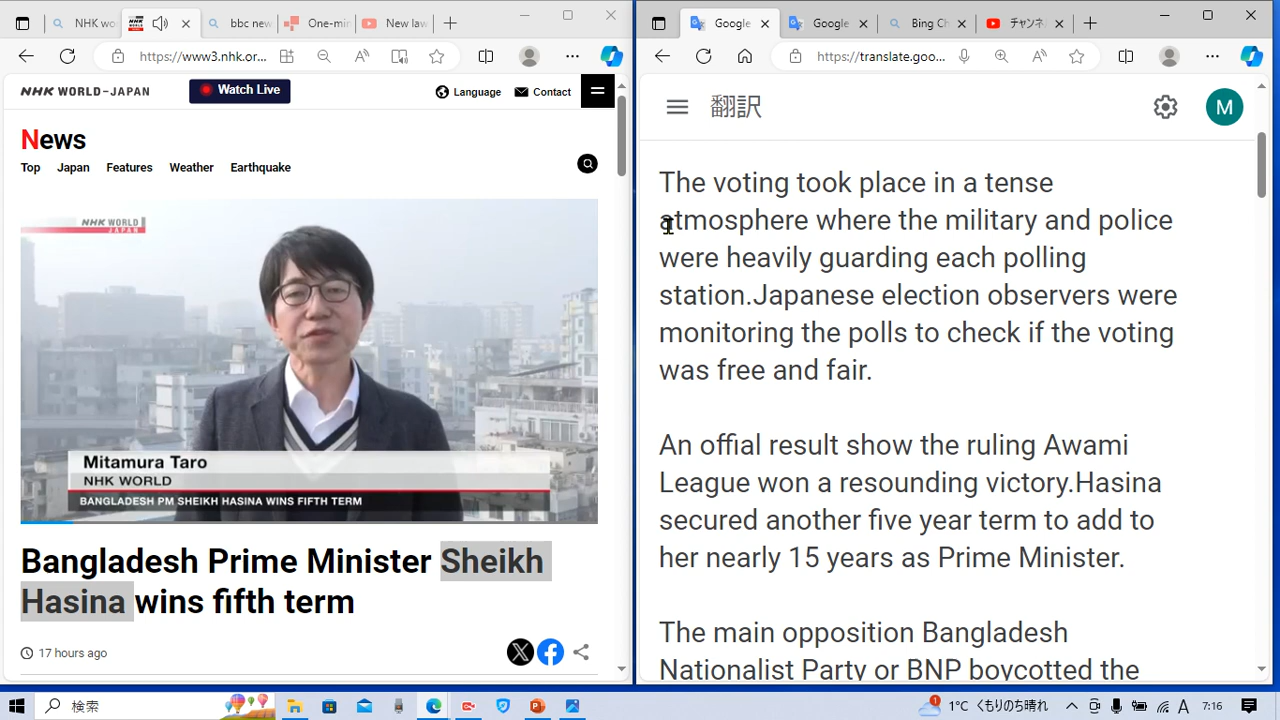 NHK wo
bbc new
One-min
New law
https://www3.nhk.or...
NHK WORLD-JAPAN
Watch Live
Language
Contact
News
Top
Japan
Features
Weather
Earthquake
NHK WORLD
JAPAN
Mitamura Taro
NHK WORLD
BANGLADESH PM SHEIKH HASINA WINS FIFTH TERM
Bangladesh Prime Minister Sheikh
Hasina wins fifth term
17 hours ago
Google
Google
Bing Ch
チャンネ
https://translate.goo...
翻訳
M
The voting took place in a tense
atmosphere where the military and police
were heavily guarding each polling
station.Japanese election observers were
monitoring the polls to check if the voting
was free and fair.
An offial result show the ruling Awami
League won a resounding victory.Hasina
secured another five year term to add to
her nearly 15 years as Prime Minister.
The main opposition Bangladesh
Nationalist Party or BNP boycotted the
検索
1
1°C くもりのち晴れ
A
7:16